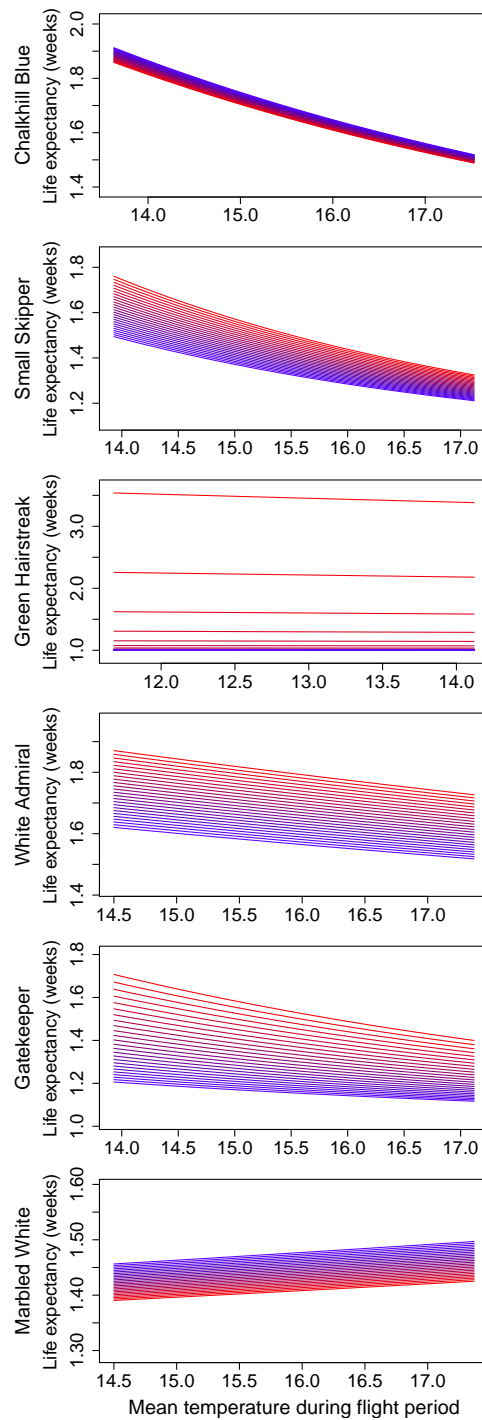 Chalkhill Blue
Life expectancy (weeks)
2.0
1.8
1.6
1.4
14.0 15.0 16.0 17.0
Small Skipper
Life expectancy (weeks)
1.8
1.6
1.4
1.2
14.0 14.5 15.0 15.5 16.0 16.5 17.0
Green Hairstreak
Life expectancy (weeks)
3.0
2.0
1.0
12.0 12.5 13.0 13.5 14.0
White Admiral
Life expectancy (weeks)
1.8
1.6
1.4
14.5 15.0 15.5 16.0 16.5 17.0
Gatekeeper
Life expectancy (weeks)
1.8
1.6
1.4
1.2
1.0
14.0 14.5 15.0 15.5 16.0 16.5 17.0
Marbled White
Life expectancy (weeks)
1.60
1.50
1.40
1.30
14.5 15.0 15.5 16.0 16.5 17.0
Mean temperature during flight period